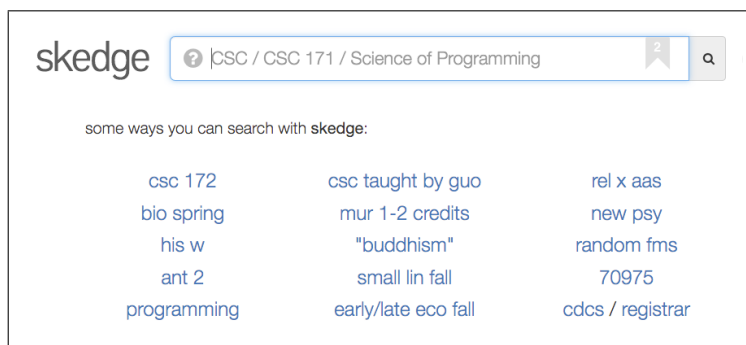 skedge ? CSC / CSC 171 / Science of Programming 2
some ways you can search with skedge:
csc 172 csc taught by guo rel x aas
bio spring mur 1-2 credits new psy
his w "buddhism" random fms
ant 2 small lin fall 70975
programming early/late eco fall cdcs / registrar